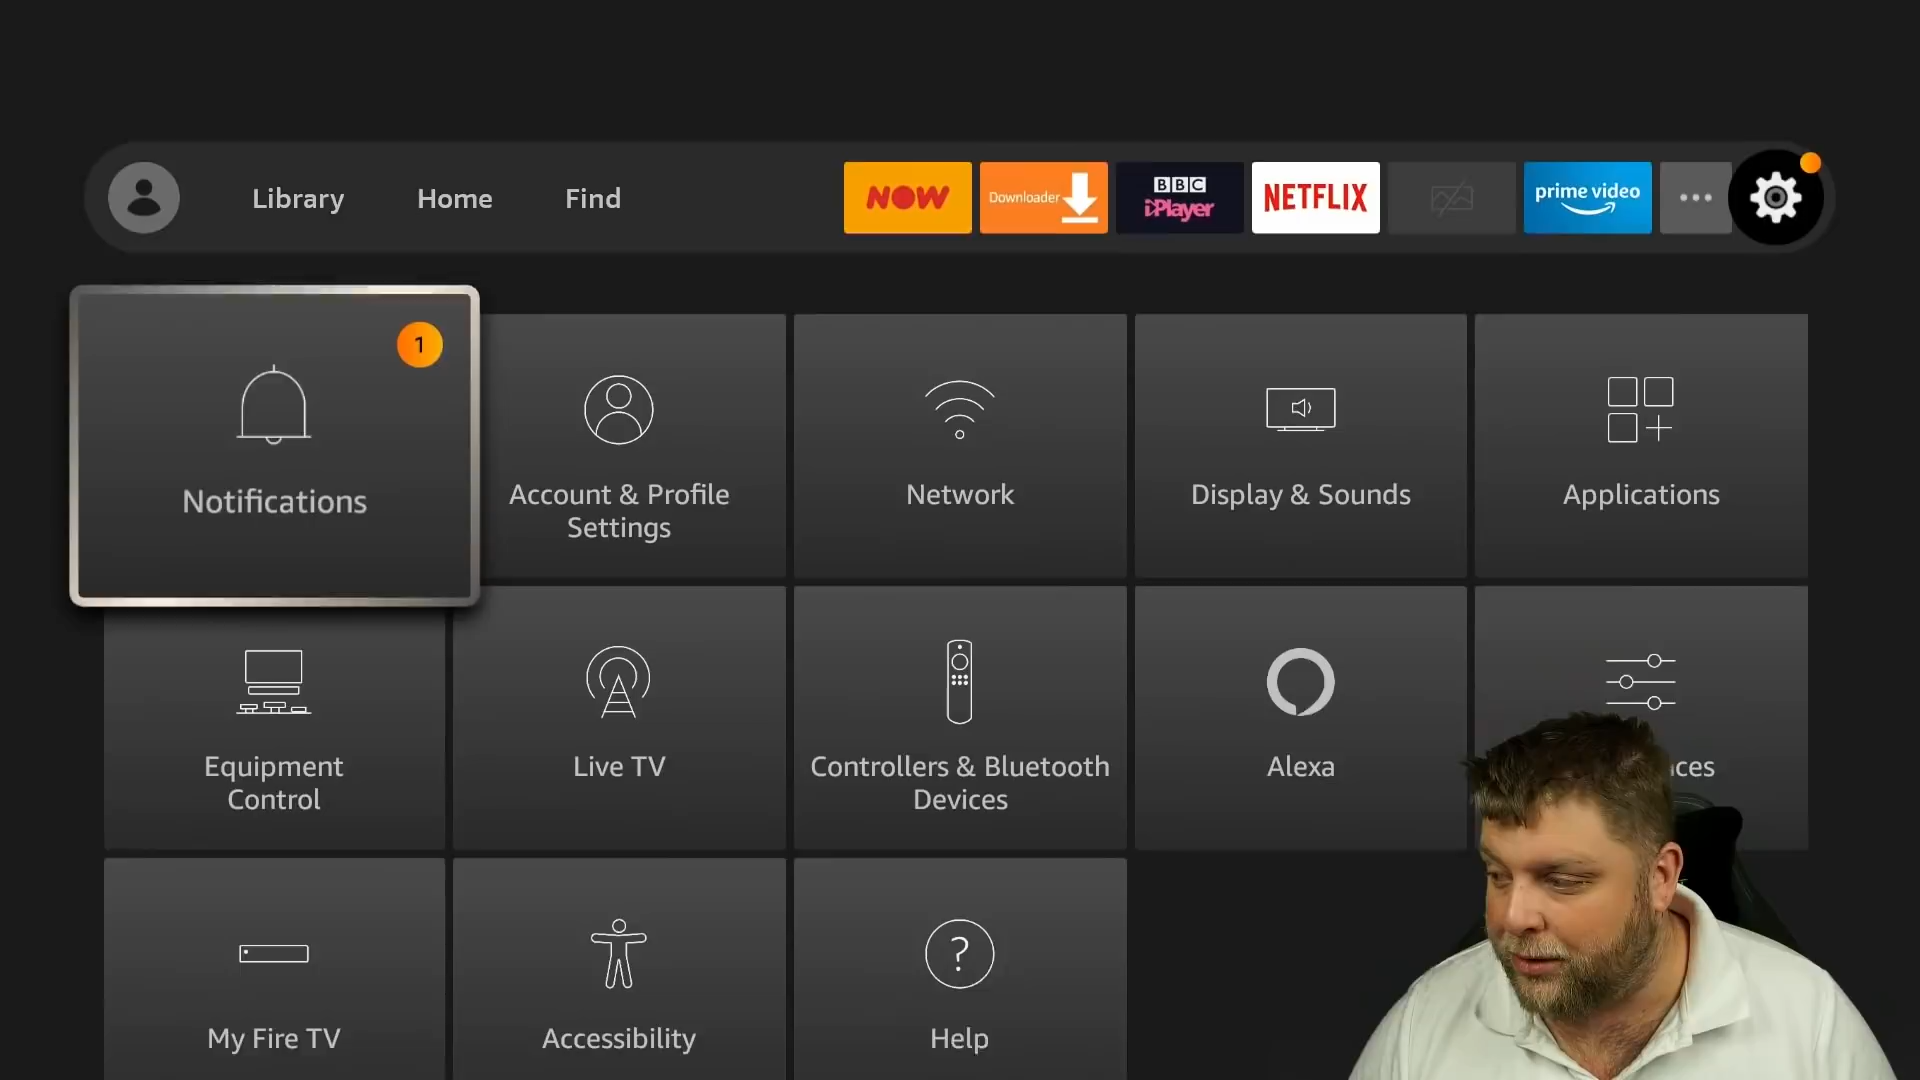 Library
Home
Find
NOW
Downloader
BBC
iPlayer
NETFLIX
prime video
1
Notifications
Account & Profile
Settings
Network
Display & Sounds
Applications
Equipment
Control
Live TV
Controllers & Bluetooth
Devices
Alexa
?
My Fire TV
Accessibility
Help